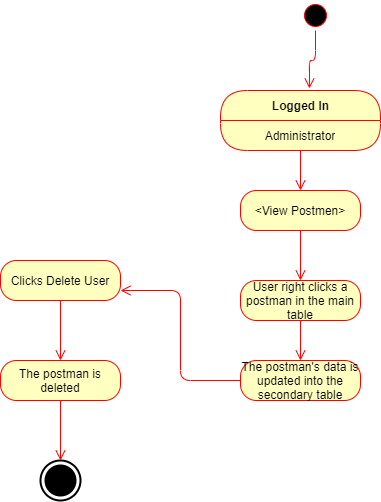 Logged In
Administrator
<View Postmen>
User right clicks a
postman in the main
table
The postman's data is
updated into the
secondary table
Clicks Delete User
The postman is
deleted